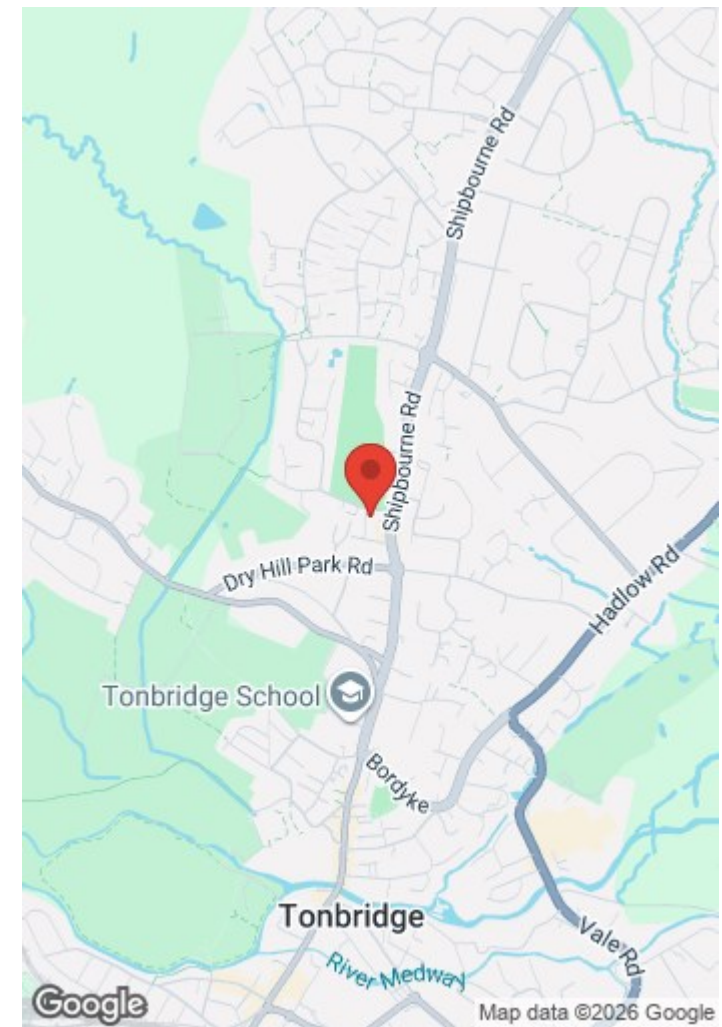 Shipbourne Rd
Shipbourne Rd
Dry Hill Park Rd
Hadlow Rd
Tonbridge School
Bordyke
Tonbridge
River Medway
Vale Rd
Google
Map data ©2026 Google